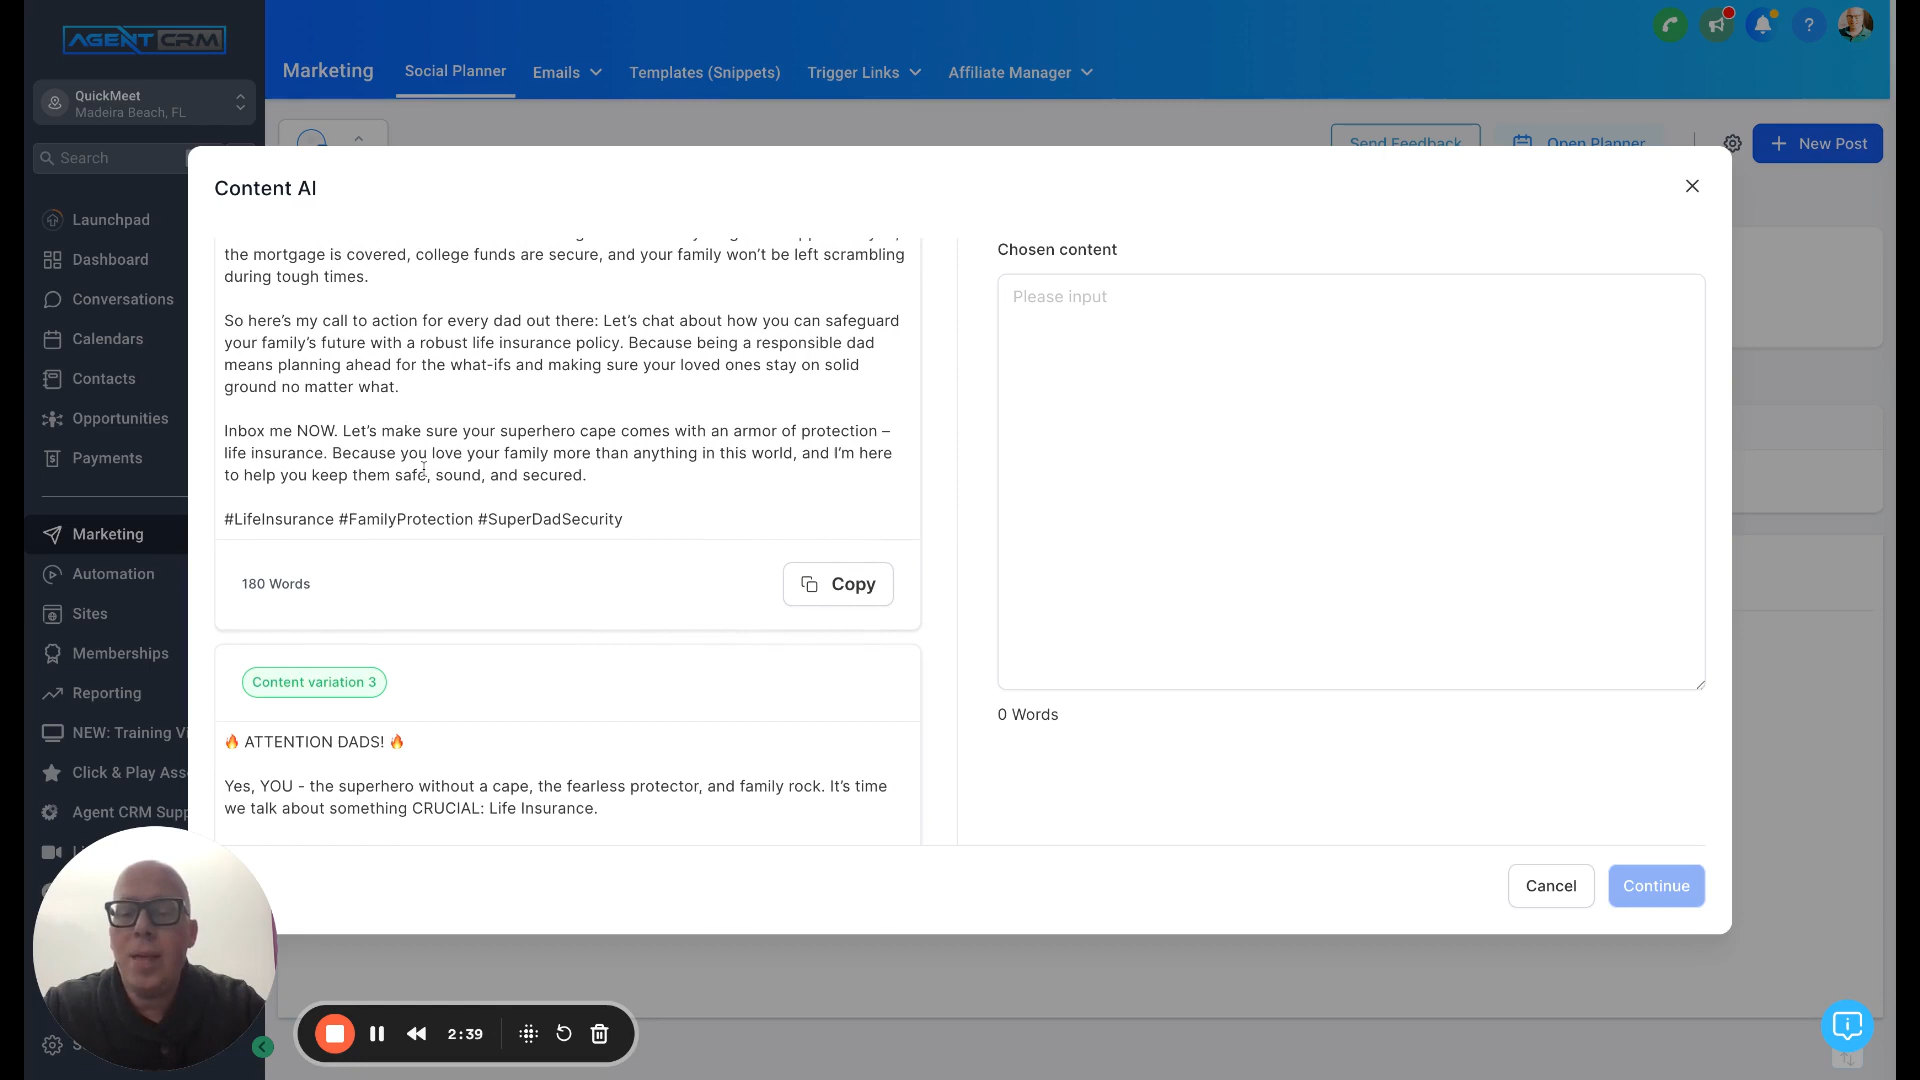 AGENT CRM
QuickMeet
Madeira Beach, FL
Search
Launchpad
Dashboard
Conversations
Calendars
Contacts
Opportunities
Payments
Marketing
Automation
Sites
Memberships
Reporting
NEW: Training Vi
Click & Play Ass
Agent CRM Supp
Marketing
Social Planner
Emails
Templates (Snippets)
Trigger Links
Affiliate Manager
Send Feedback
Open Planner
New Post
Content AI
the mortgage is covered, college funds are secure, and your family won’t be left scrambling
during tough times.
So here’s my call to action for every dad out there: Let’s chat about how you can safeguard
your family’s future with a robust life insurance policy. Because being a responsible dad
means planning ahead for the what-ifs and making sure your loved ones stay on solid
ground no matter what.
Inbox me NOW. Let’s make sure your superhero cape comes with an armor of protection –
life insurance. Because you love your family more than anything in this world, and I’m here
to help you keep them safe, sound, and secured.
#LifeInsurance #FamilyProtection #SuperDadSecurity
180 Words
Copy
Content variation 3
🔥 ATTENTION DADS! 🔥
Yes, YOU - the superhero without a cape, the fearless protector, and family rock. It’s time
we talk about something CRUCIAL: Life Insurance.
Chosen content
Please input
0 Words
Cancel
Continue
2:39